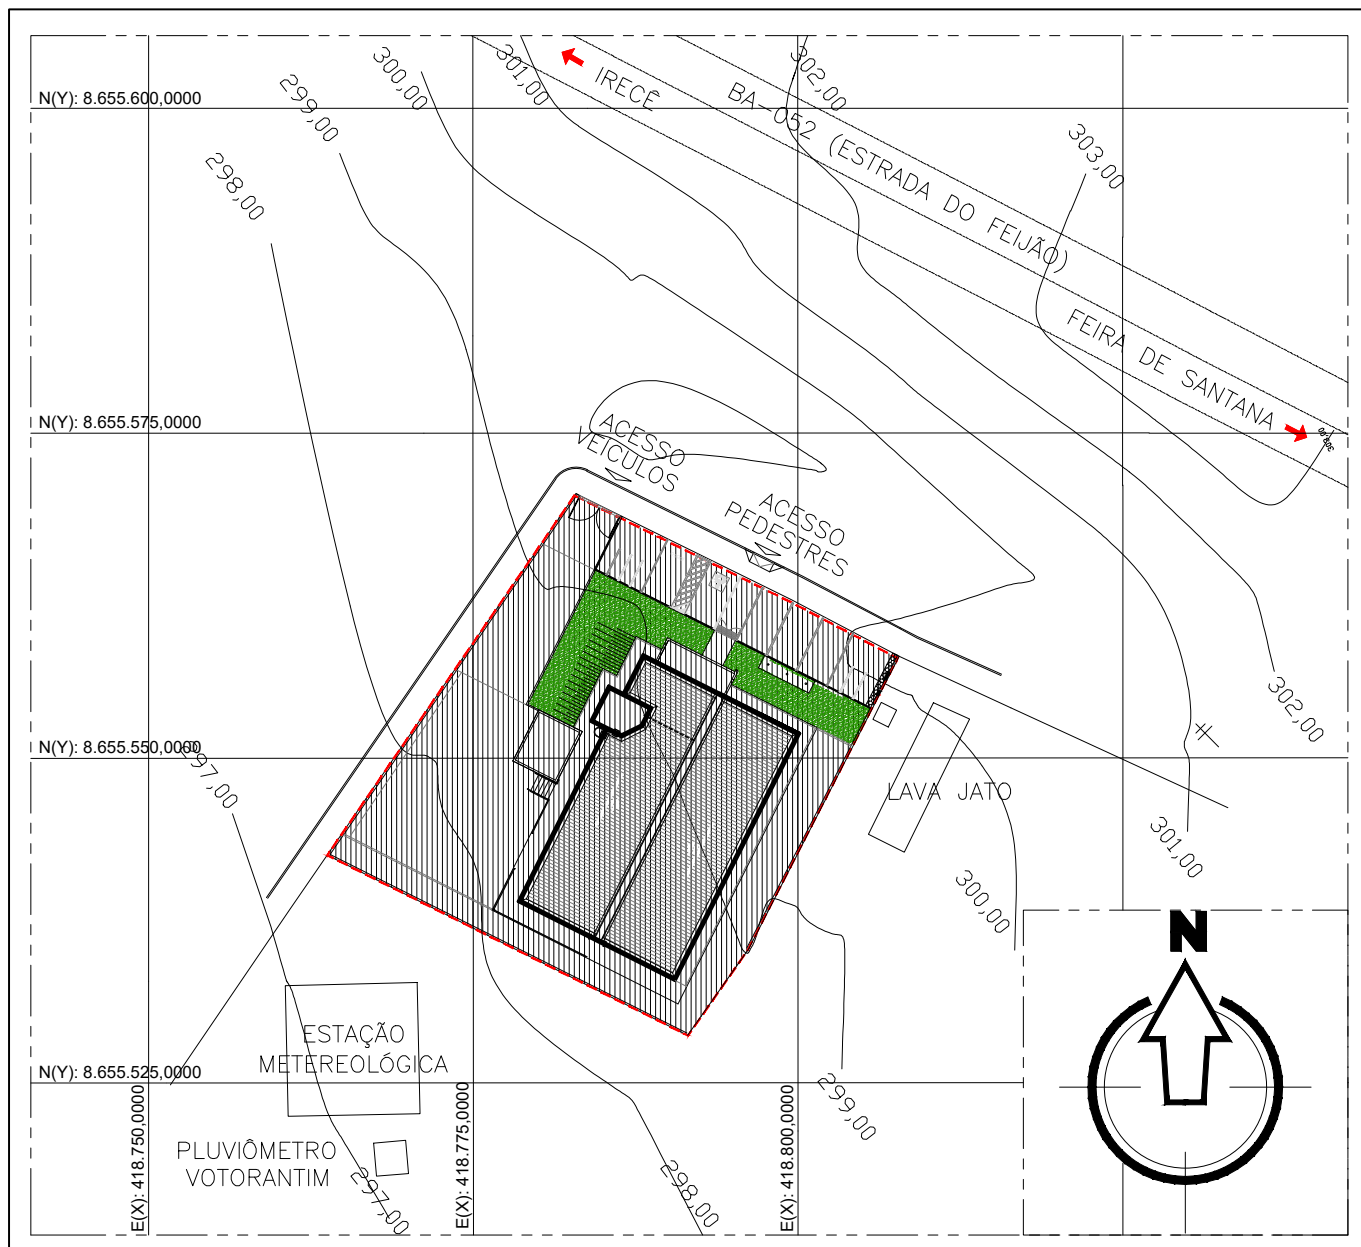 300,00
301,00
302,00
299,00
IRECÊ
BA-052 (ESTRADA DO FEIJÃO)
N(Y): 8.655.600,0000
303,00
298,00
FEIRA DE SANTANA
N(Y): 8.655.575,0000
ACESSO
VEÍCULOS
ACESSO
PEDESTRES
302,00
N(Y): 8.655.550,0000
297,00
LAVA JATO
301,00
300,00
N
ESTAÇÃO
METEREOLÓGICA
N(Y): 8.655.525,0000
299,00
E(X): 418.750,0000
E(X): 418.775,0000
E(X): 418.800,0000
PLUVIÔMETRO
VOTORANTIM
297,00
298,00